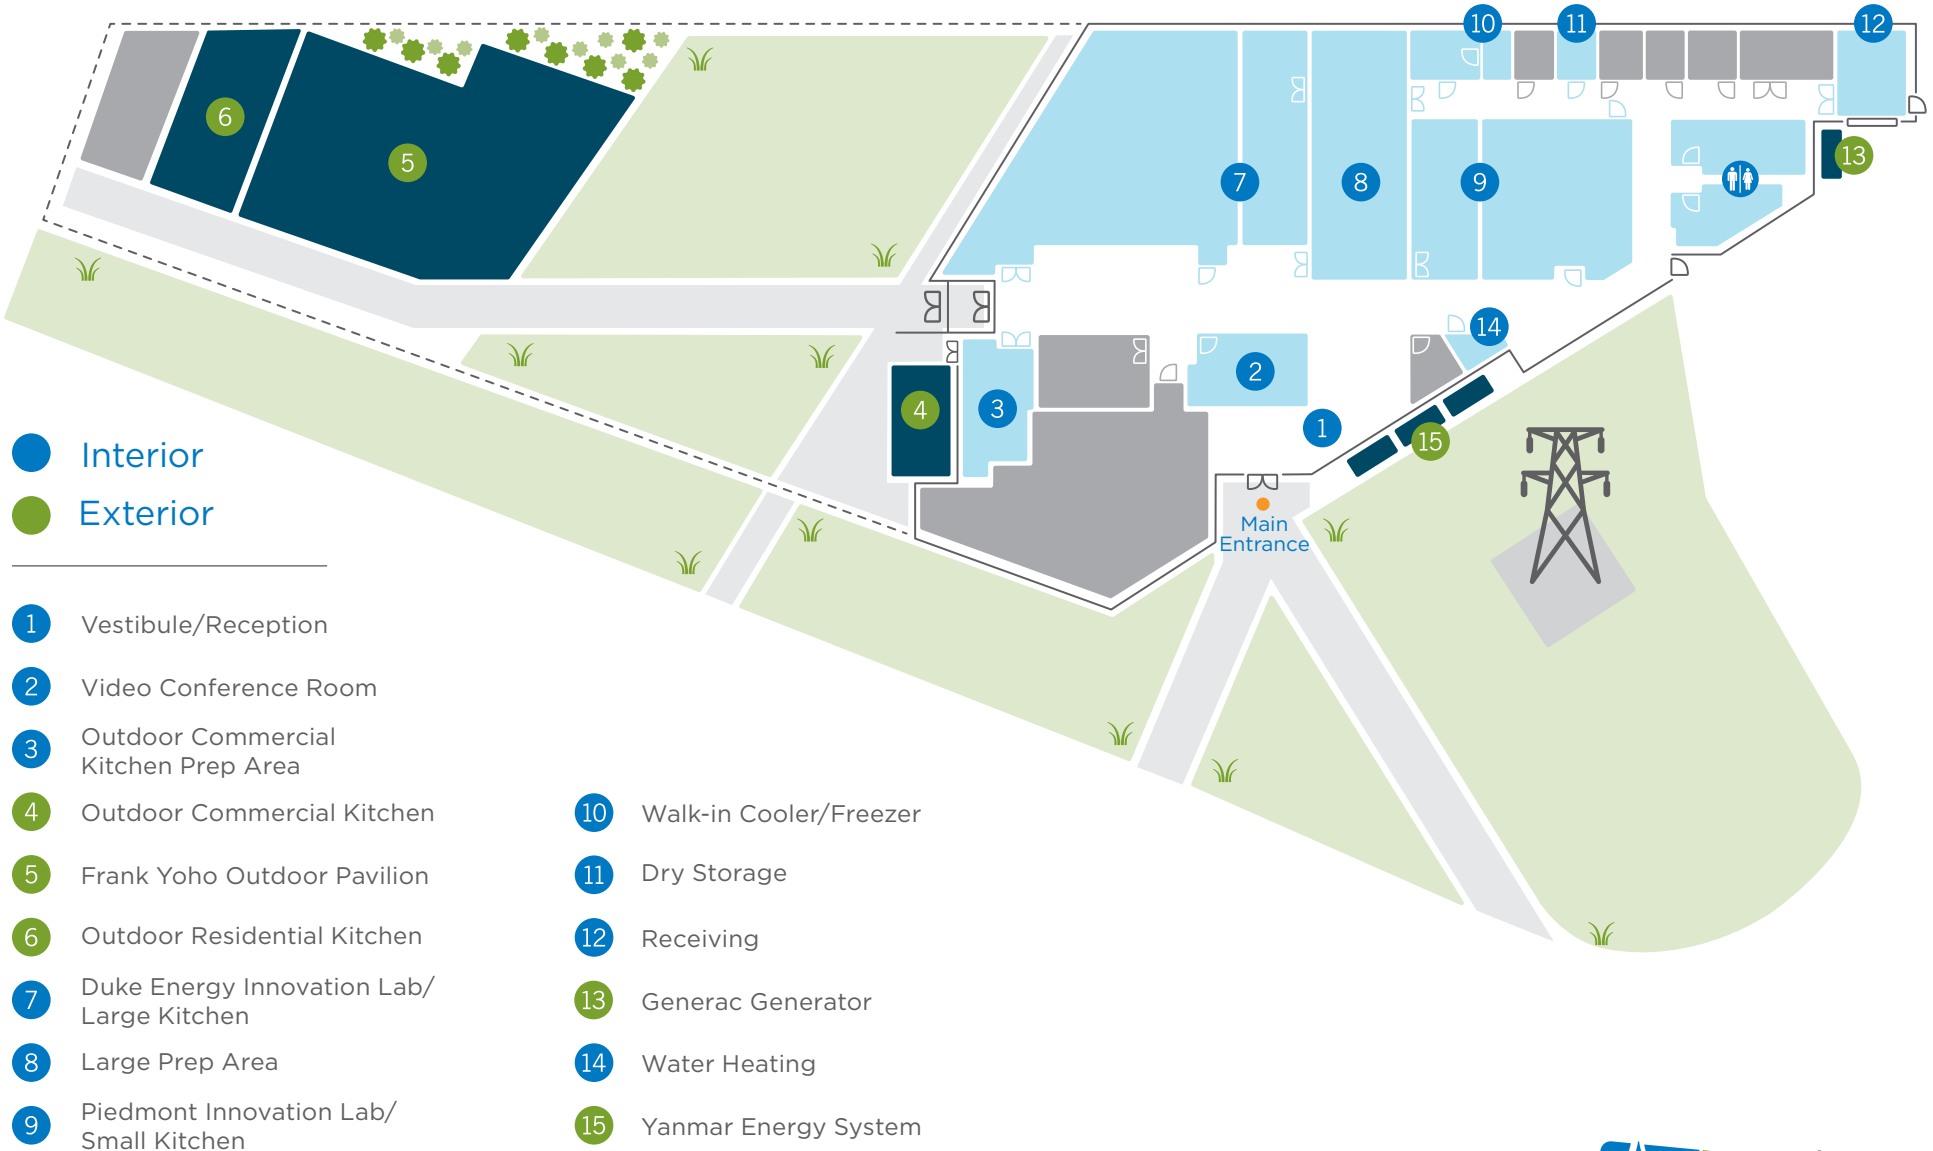 10
11
12
6
5
13
7
8
9
14
2
3
4
1
15
Main
Entrance
Interior
Exterior
1 Vestibule/Reception
2 Video Conference Room
3 Outdoor Commercial
Kitchen Prep Area
4 Outdoor Commercial Kitchen
5 Frank Yoho Outdoor Pavilion
6 Outdoor Residential Kitchen
7 Duke Energy Innovation Lab/
Large Kitchen
8 Large Prep Area
9 Piedmont Innovation Lab/
Small Kitchen
10 Walk-in Cooler/Freezer
11 Dry Storage
12 Receiving
13 Generac Generator
14 Water Heating
15 Yanmar Energy System